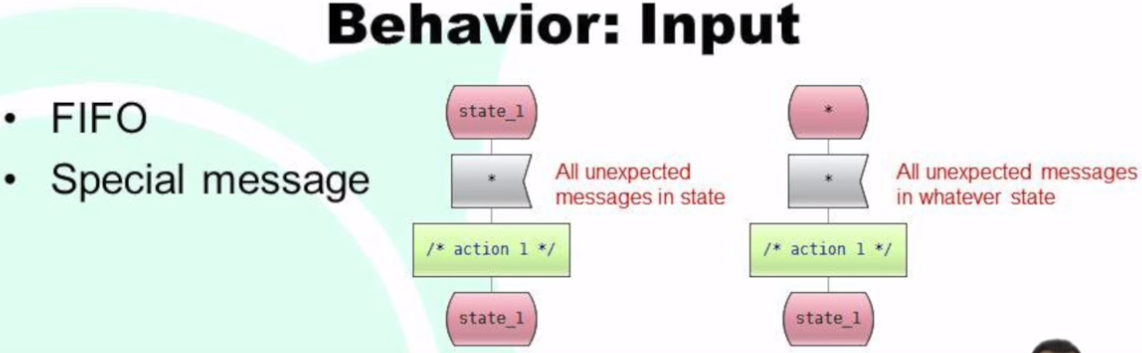 Behavior: Input
• FIFO
• Special message
state_1
*
All unexpected
messages in state
/* action 1 */
state_1
*
*
All unexpected messages
in whatever state
/* action 1 */
state_1